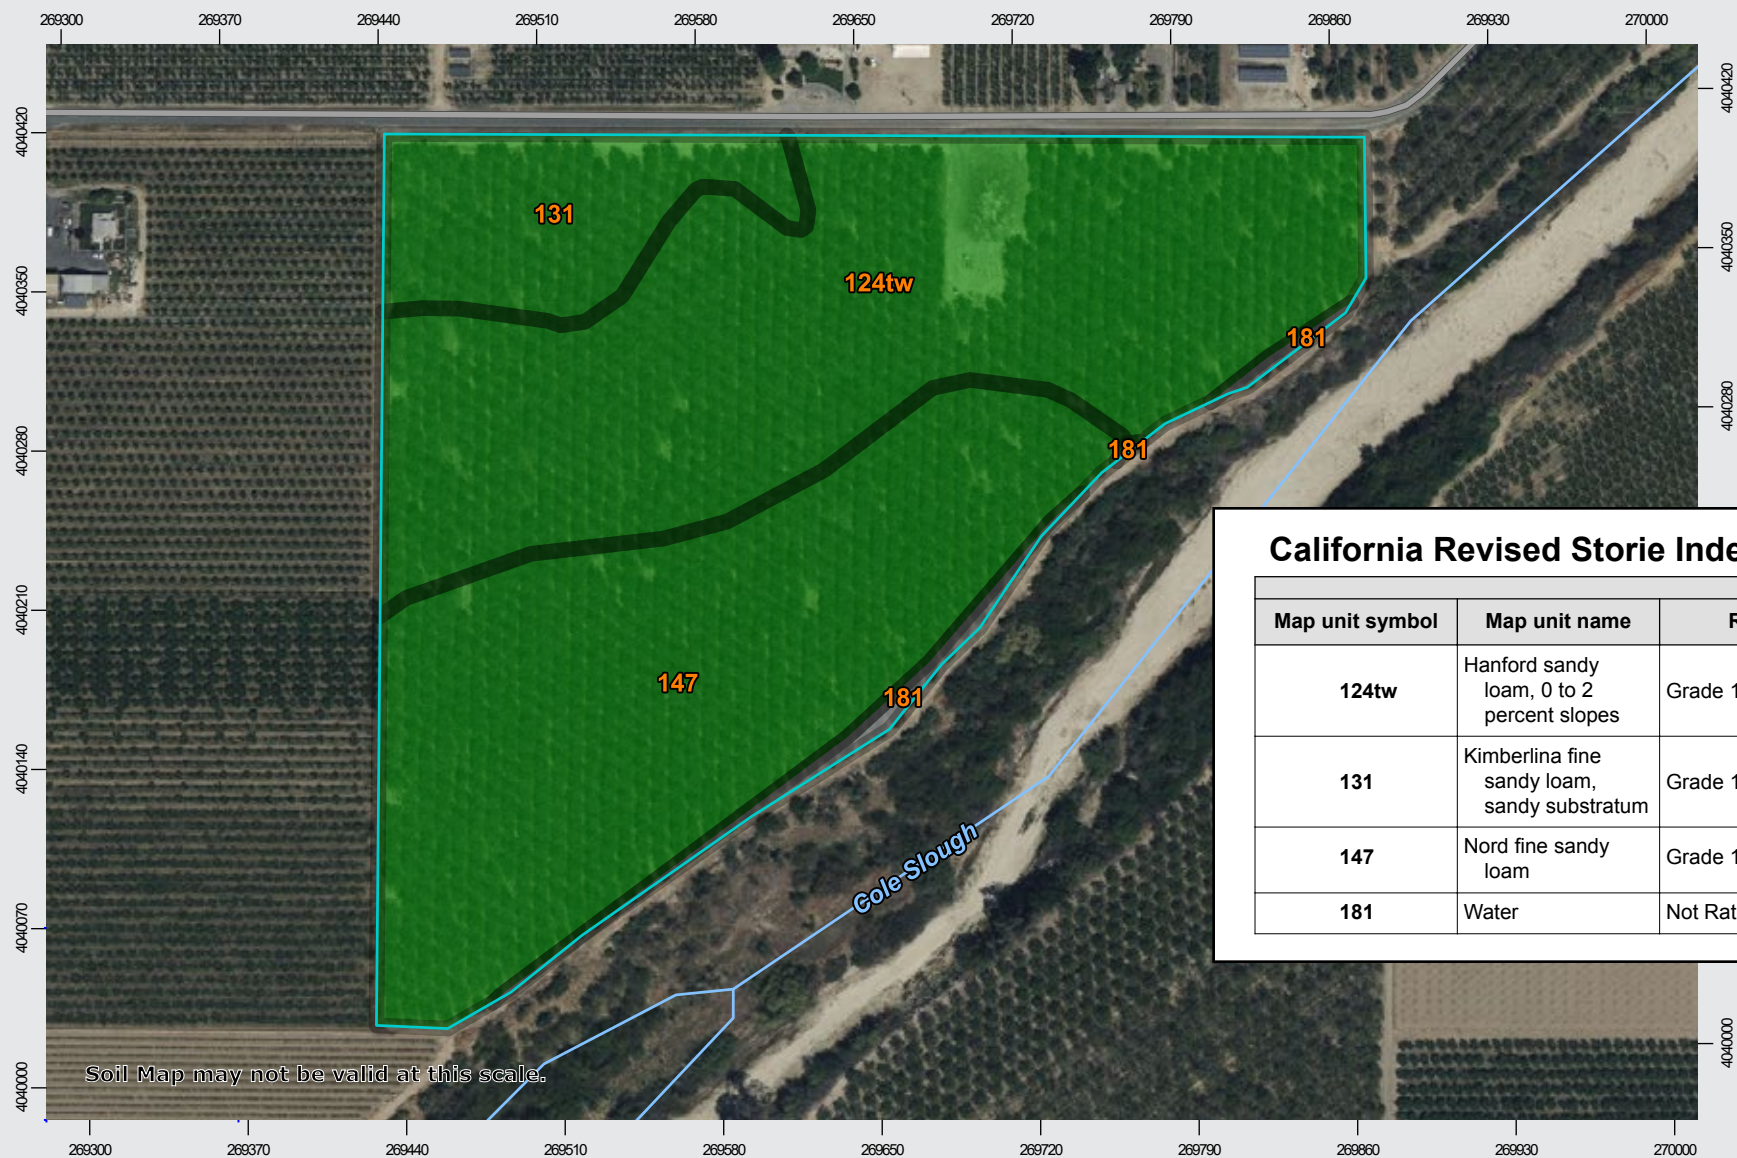 269300 269370 269440 269510 269580 269650 269720 269790 269860 269930 270000
4040420
4040350
4040280
4040210
4040140
4040070
4040000
4040420
4040350
4040280
4040000
131
124tw
181
181
147
181
Cole Slough
Soil Map may not be valid at this scale.
California Revised Storie Inde
Map unit symbol Map unit name R
124tw Hanford sandy loam, 0 to 2 percent slopes Grade 1
131 Kimberlina fine sandy loam, sandy substratum Grade 1
147 Nord fine sandy loam Grade 1
181 Water Not Rat
269300 269370 269440 269510 269580 269650 269720 269790 269860 269930 270000